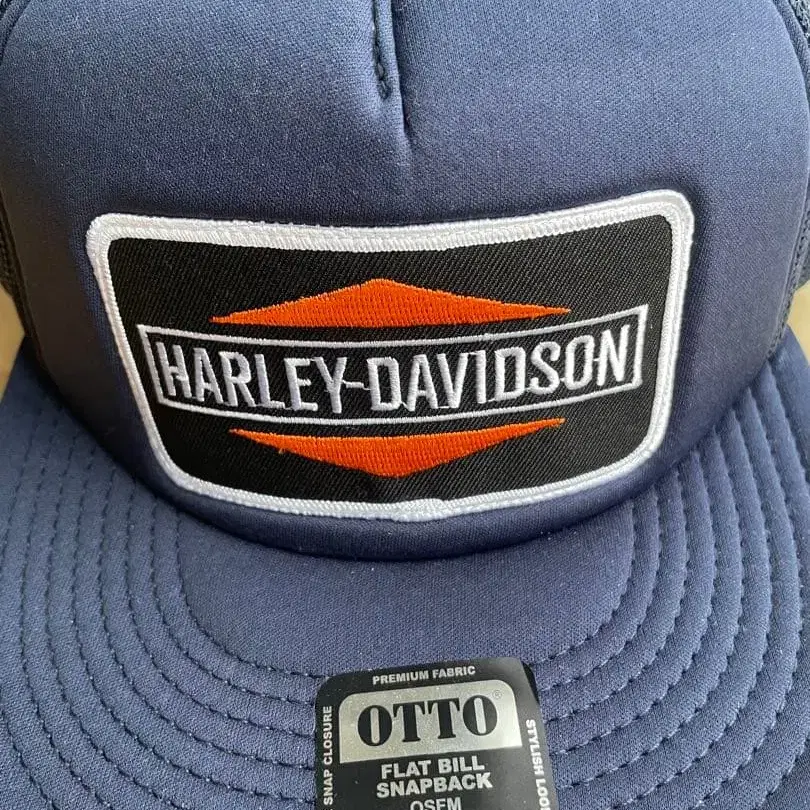 HARLEY-DAVIDSON
PREMIUM FABRIC
SNAP CLOSURE
OTTO®
STYLISH LOOK
FLAT BILL
SNAPBACK
OSFM